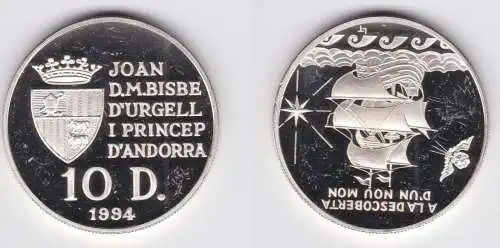 JOAN
D.M.BISBE
D'URGELL
I PRINCEP
D'ANDORRA
10 D.
1994
A LA DESCOBERTA
D'UN NOU MON